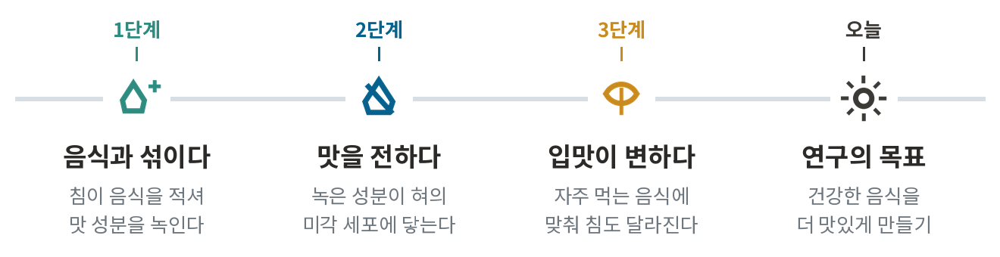 1단계
음식과 섞이다
침이 음식을 적셔
맛 성분을 녹인다
2단계
맛을 전하다
녹은 성분이 혀의
미각 세포에 닿는다
3단계
입맛이 변하다
자주 먹는 음식에
맞춰 침도 달라진다
오늘
연구의 목표
건강한 음식을
더 맛있게 만들기